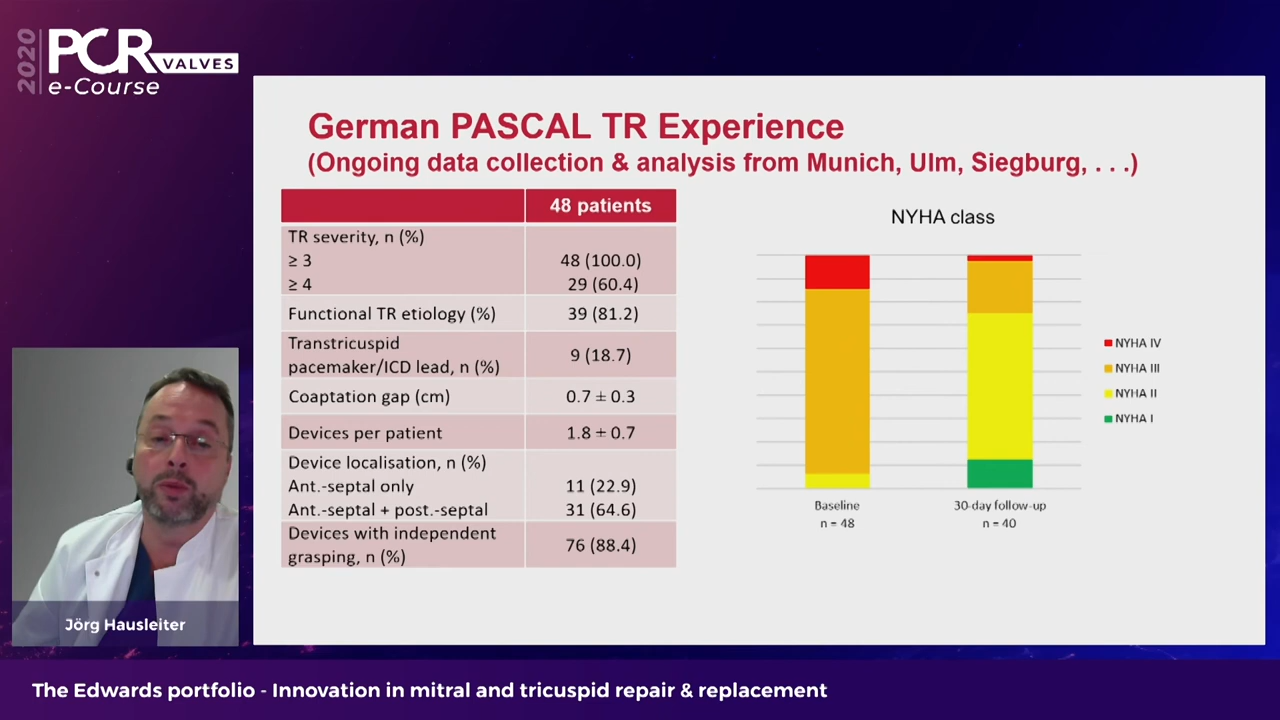 2020
PCR
VALVES
e-Course
German PASCAL TR Experience
(Ongoing data collection & analysis from Munich, Ulm, Siegburg, . . .)
48 patients
TR severity, n (%)
≥ 3 48 (100.0)
≥ 4 29 (60.4)
Functional TR etiology (%) 39 (81.2)
Transtricuspid
pacemaker/ICD lead, n (%) 9 (18.7)
Coaptation gap (cm) 0.7 ± 0.3
Devices per patient 1.8 ± 0.7
Device localisation, n (%)
Ant.-septal only 11 (22.9)
Ant.-septal + post.-septal 31 (64.6)
Devices with independent
grasping, n (%) 76 (88.4)
NYHA class
NYHA IV
NYHA III
NYHA II
NYHA I
Baseline
n = 48
30-day follow-up
n = 40
Jörg Hausleiter
The Edwards portfolio - Innovation in mitral and tricuspid repair & replacement